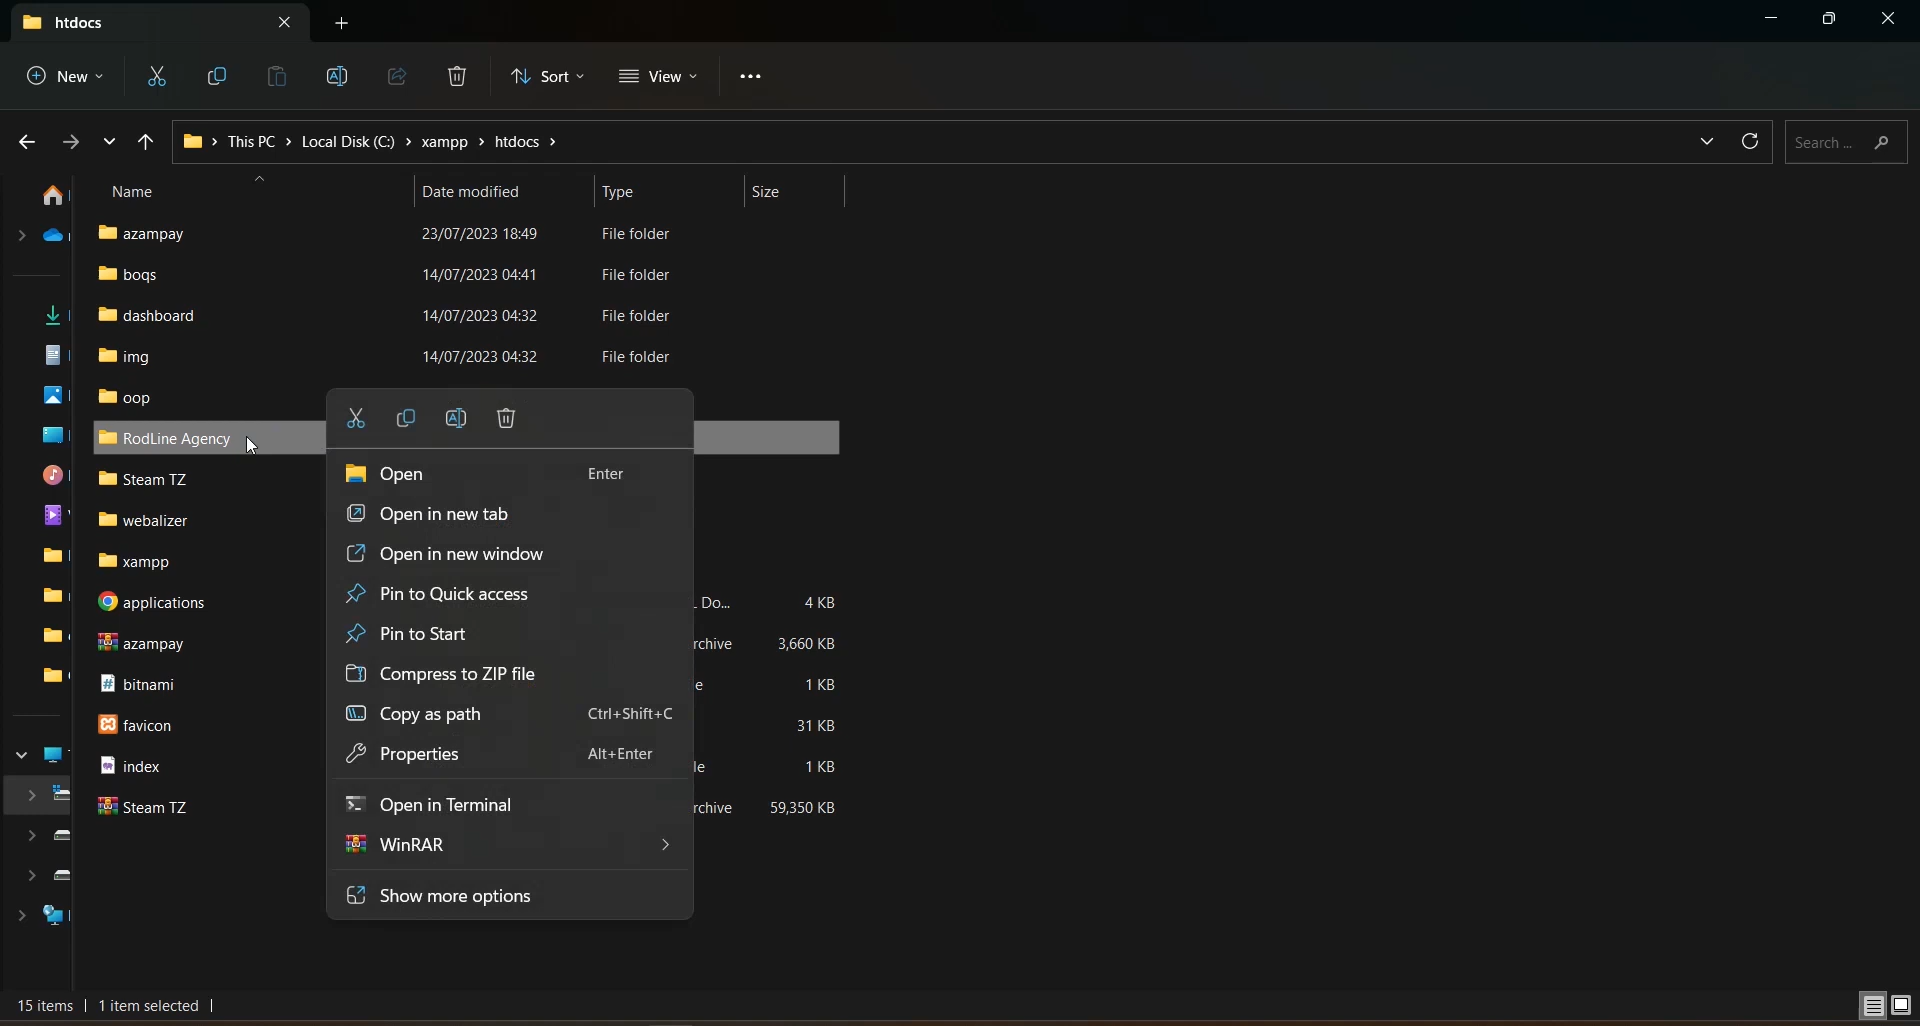 htdocs
New
Sort
View
This PC > Local Disk (C:) > xampp > htdocs >
Search ...
Name Date modified Type Size
azampay 23/07/2023 18:49 File folder
boqs 14/07/2023 04:41 File folder
dashboard 14/07/2023 04:32 File folder
img 14/07/2023 04:32 File folder
oop
RodLine Agency
Steam TZ
webalizer
xampp
applications Do... 4 KB
azampay rchive 3,660 KB
bitnami e 1 KB
favicon 31 KB
index le 1 KB
Steam TZ rchive 59,350 KB
Open Enter
Open in new tab
Open in new window
Pin to Quick access
Pin to Start
Compress to ZIP file
Copy as path Ctrl+Shift+C
Properties Alt+Enter
Open in Terminal
WinRAR
Show more options
15 items 1 item selected